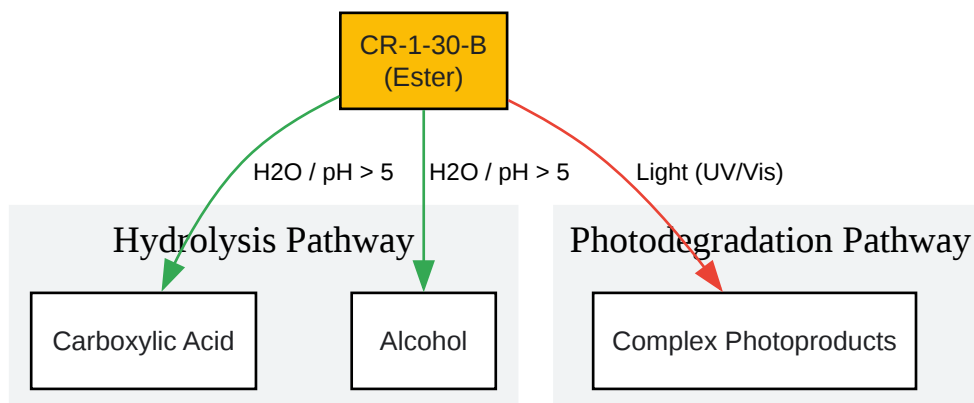 CR-1-30-B
(Ester)
H2O / pH > 5
H2O / pH > 5
Light (UV/Vis)
Hydrolysis Pathway
Photodegradation Pathway
Carboxylic Acid
Alcohol
Complex Photoproducts